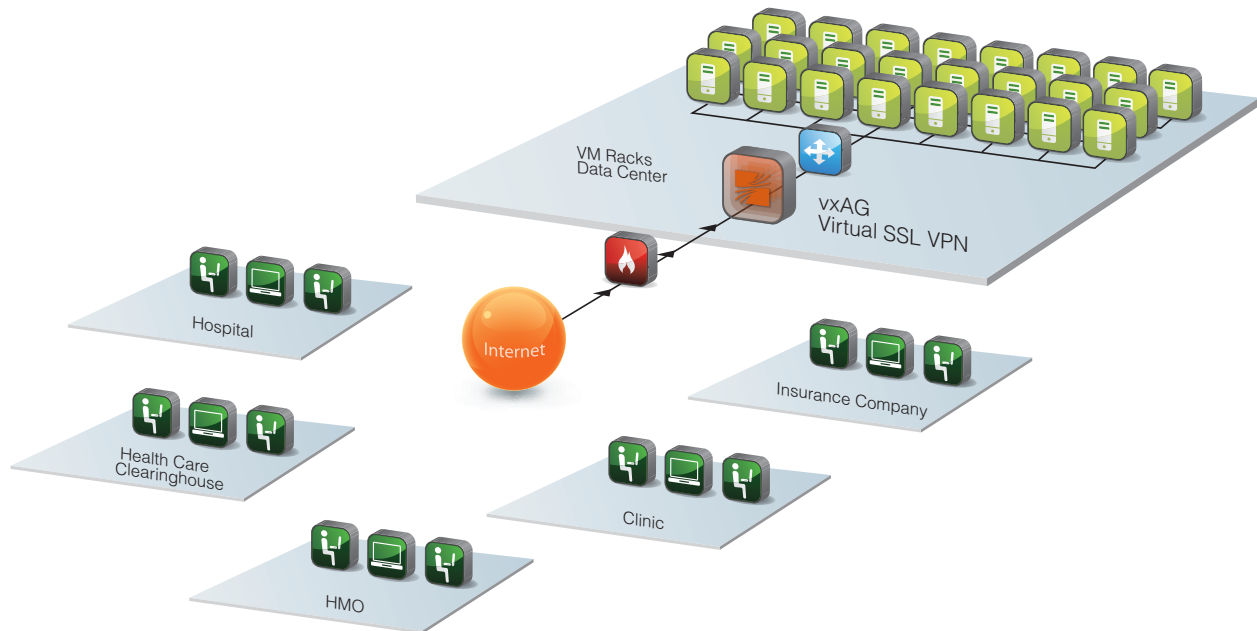 VM Racks
Data Center
vxAG
Virtual SSL VPN
Hospital
Internet
Insurance Company
Health Care
Clearinghouse
Clinic
HMO